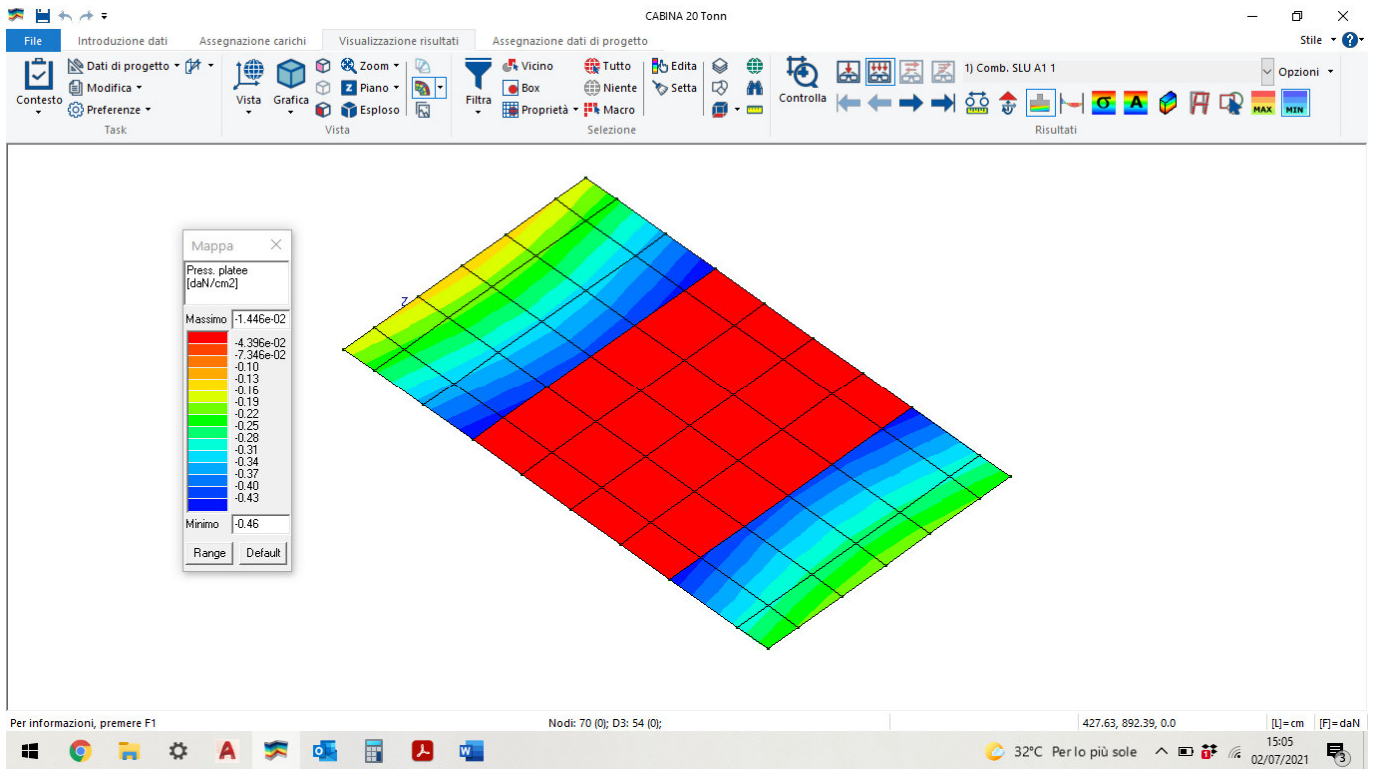 CABINA 20 Tonn
File Introduzione dati Assegnazione carichi Visualizzazione risultati Assegnazione dati di progetto Stile
Contesto
Dati di progetto
Modifica
Preferenze
Task
Vista
Grafica
Zoom
Z Piano
Esploso
Vista
Filtra
Vicino
Box
Proprietà
Tutto
Niente
Macro
Edita
Setta
Selezione
Controlla
1) Comb. SLU A1 1
Opzioni
σ
A
MAX
MIN
Risultati
Mappa
Press. platee
[daN/cm2]
Massimo -1.446e-02
-4.396e-02
-7.346e-02
-0.10
-0.13
-0.16
-0.19
-0.22
-0.25
-0.28
-0.31
-0.34
-0.37
-0.40
-0.43
Minimo -0.46
Range Default
Z
Per informazioni, premere F1 Nodi: 70 (0); D3: 54 (0); 427.63, 892.39, 0.0 [L]=cm [F]=daN
32°C Per lo più sole
15:05
02/07/2021
3